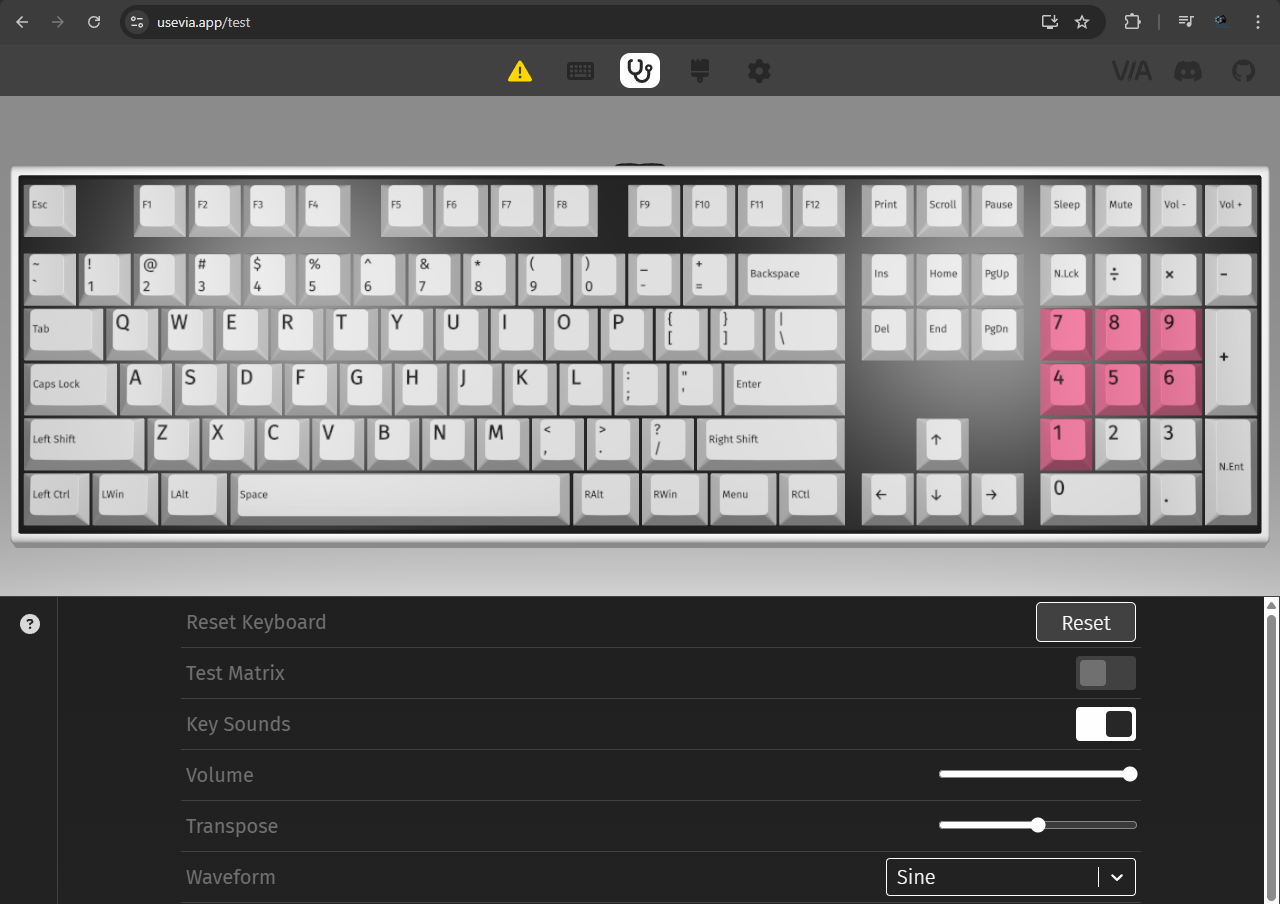 usevia.app/test
VIA
Esc F1 F2 F3 F4 F5 F6 F7 F8 F9 F10 F11 F12 Print Scroll Pause Sleep Mute Vol - Vol +
~ ! @ # $ % ^ & * ( ) _ +
` 1 2 3 4 5 6 7 8 9 0 - = Backspace Ins Home PgUp N.Lck ÷ × -
Tab Q W E R T Y U I O P { } | Del End PgDn 7 8 9 +
[ ] \
Caps Lock A S D F G H J K L : " Enter 4 5 6
; '
Left Shift Z X C V B N M < > ? Right Shift ↑ 1 2 3 N.Ent
, . /
Left Ctrl LWin LAlt Space RAlt RWin Menu RCtl ← ↓ → 0 .
? Reset Keyboard Reset
Test Matrix
Key Sounds
Volume
Transpose
Waveform Sine